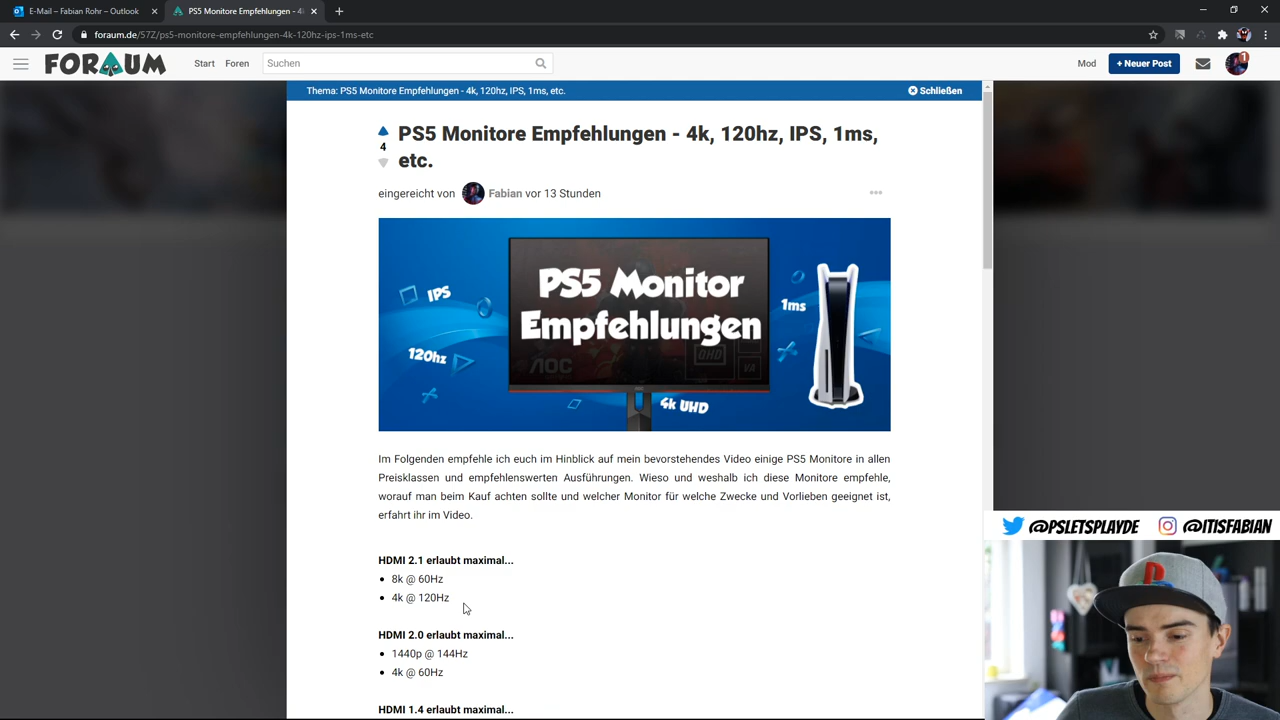 E-Mail – Fabian Rohr – Outlook
PS5 Monitore Empfehlungen - 4k
foraum.de/57Z/ps5-monitore-empfehlungen-4k-120hz-ips-1ms-etc
FORAUM
Start
Foren
Suchen
Mod
+ Neuer Post
1
Thema: PS5 Monitore Empfehlungen - 4k, 120hz, IPS, 1ms, etc.
Schließen
PS5 Monitore Empfehlungen - 4k, 120hz, IPS, 1ms,
etc.
4
eingereicht von Fabian vor 13 Stunden
PS5 Monitor
Empfehlungen
IPS
1ms
120hz
4k UHD
AOC
QHD
VA
Im Folgenden empfehle ich euch im Hinblick auf mein bevorstehendes Video einige PS5 Monitore in allen
Preisklassen und empfehlenswerten Ausführungen. Wieso und weshalb ich diese Monitore empfehle,
worauf man beim Kauf achten sollte und welcher Monitor für welche Zwecke und Vorlieben geeignet ist,
erfahrt ihr im Video.
HDMI 2.1 erlaubt maximal...
8k @ 60Hz
4k @ 120Hz
HDMI 2.0 erlaubt maximal...
1440p @ 144Hz
4k @ 60Hz
HDMI 1.4 erlaubt maximal...
@PSLETSPLAYDE
@ITISFABIAN